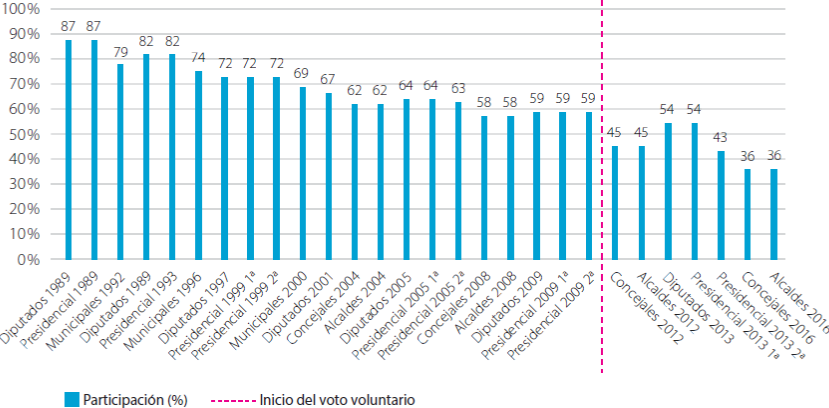 100%
90%
80%
70%
60%
50%
40%
30%
20%
10%
0%
87
87
79
82
82
74
72
72
72
69
67
62
62
64
64
63
58
58
59
59
59
45
45
54
54
43
36
36
Diputados 1989
Presidencial 1989
Municipales 1992
Diputados 1989
Presidencial 1993
Municipales 1996
Diputados 1997
Presidencial 1999 1ª
Presidencial 1999 2ª
Municipales 2000
Diputados 2001
Concejales 2004
Alcaldes 2004
Diputados 2005
Presidencial 2005 1ª
Presidencial 2005 2ª
Concejales 2008
Alcaldes 2008
Diputados 2009
Presidencial 2009 1ª
Presidencial 2009 2ª
Concejales 2012
Alcaldes 2012
Diputados 2013
Presidencial 2013 1ª
Presidencial 2013 2ª
Concejales 2016
Alcaldes 2016
Participación (%)
Inicio del voto voluntario